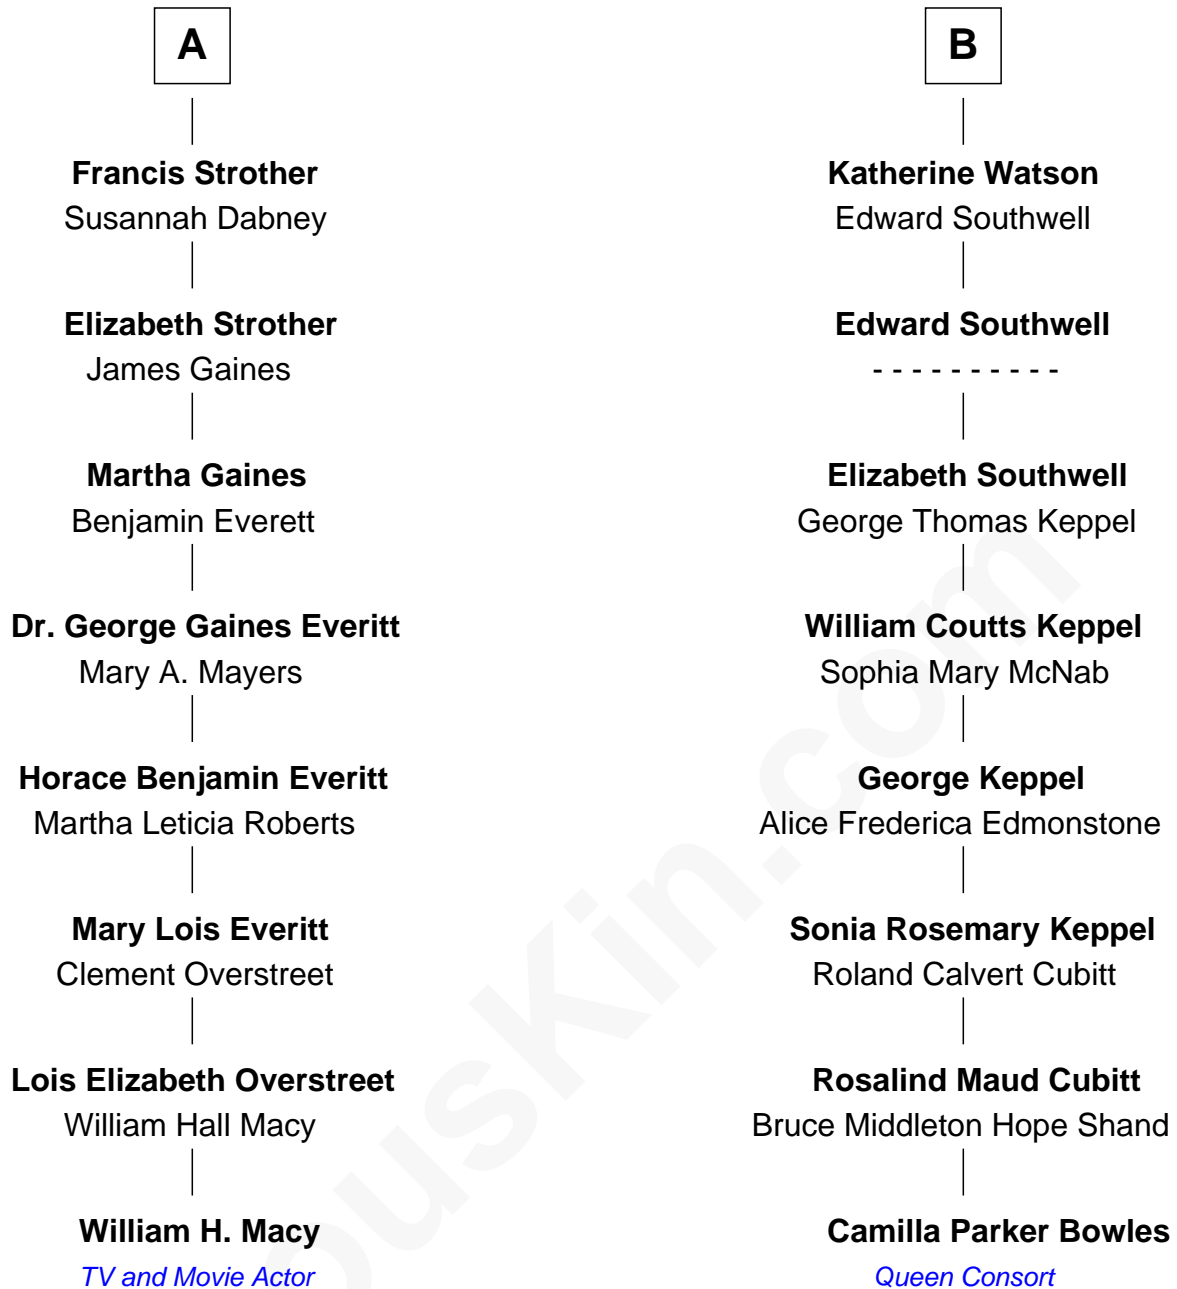 A
B
Francis Strother
Susannah Dabney
Katherine Watson
Edward Southwell
Elizabeth Strother
James Gaines
Edward Southwell
- - - - - - - - - -
Martha Gaines
Benjamin Everett
Elizabeth Southwell
George Thomas Keppel
Dr. George Gaines Everitt
Mary A. Mayers
William Coutts Keppel
Sophia Mary McNab
Horace Benjamin Everitt
Martha Leticia Roberts
George Keppel
Alice Frederica Edmonstone
Mary Lois Everitt
Clement Overstreet
Sonia Rosemary Keppel
Roland Calvert Cubitt
Lois Elizabeth Overstreet
William Hall Macy
Rosalind Maud Cubitt
Bruce Middleton Hope Shand
William H. Macy
TV and Movie Actor
Camilla Parker Bowles
Queen Consort
ousKin.com